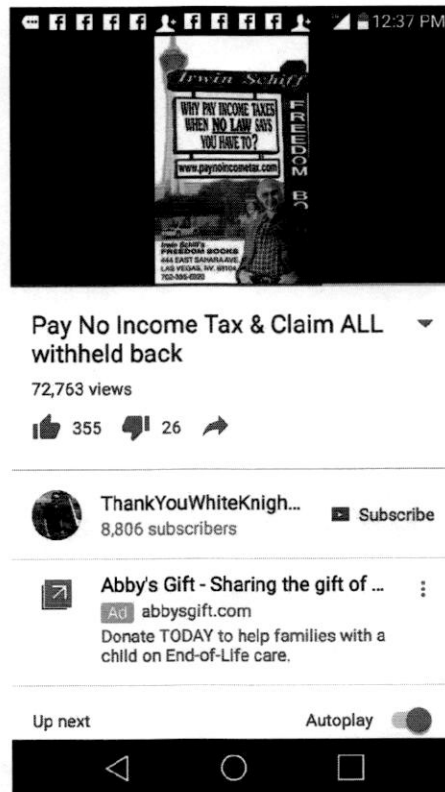 12:37 PM
Irwin Schiff
WHY PAY INCOME TAXES
WHEN NO LAW SAYS
YOU HAVE TO?
www.paynoincometax.com
FREEDOM BO
Irwin Schiff's
FREEDOM BOOKS
444 EAST SAHARA AVE.
LAS VEGAS, NV. 89104
Pay No Income Tax & Claim ALL
withheld back
72,763 views
355 26
ThankYouWhiteKnigh...
Subscribe
8,806 subscribers
Abby's Gift - Sharing the gift of ...
Ad abbysgift.com
Donate TODAY to help families with a
child on End-of-Life care.
Up next
Autoplay